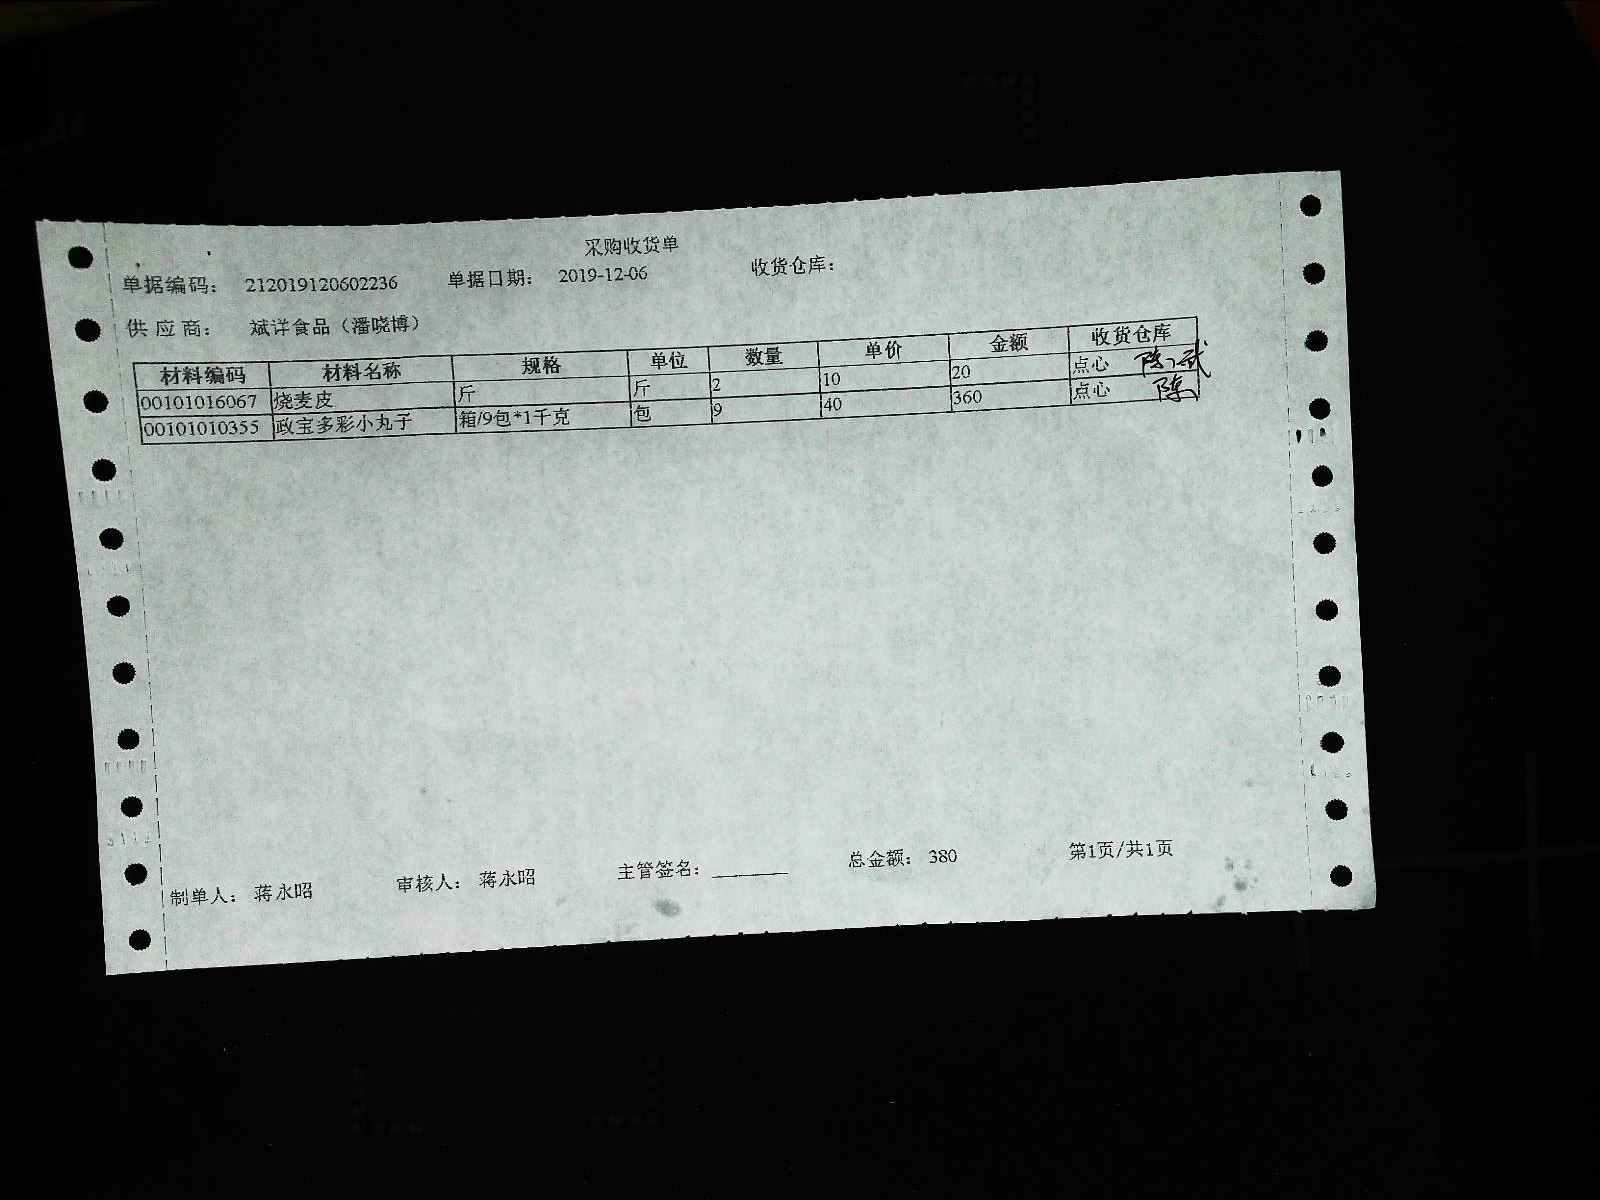 采购收货单
单据编码： 212019120602236 单据日期： 2019-12-06 收货仓库：
供应商： 斌详食品（潘晓博）
材料编码 材料名称 规格 单位 数量 单价 金额 收货仓库
00101016067 烧麦皮 斤 斤 2 10 20 点心
00101010355 政宝多彩小丸子 箱/9包*1千克 包 9 40 360 点心 陈
制单人： 蒋永昭 审核人： 蒋永昭 主管签名： 总金额： 380 第1页/共1页